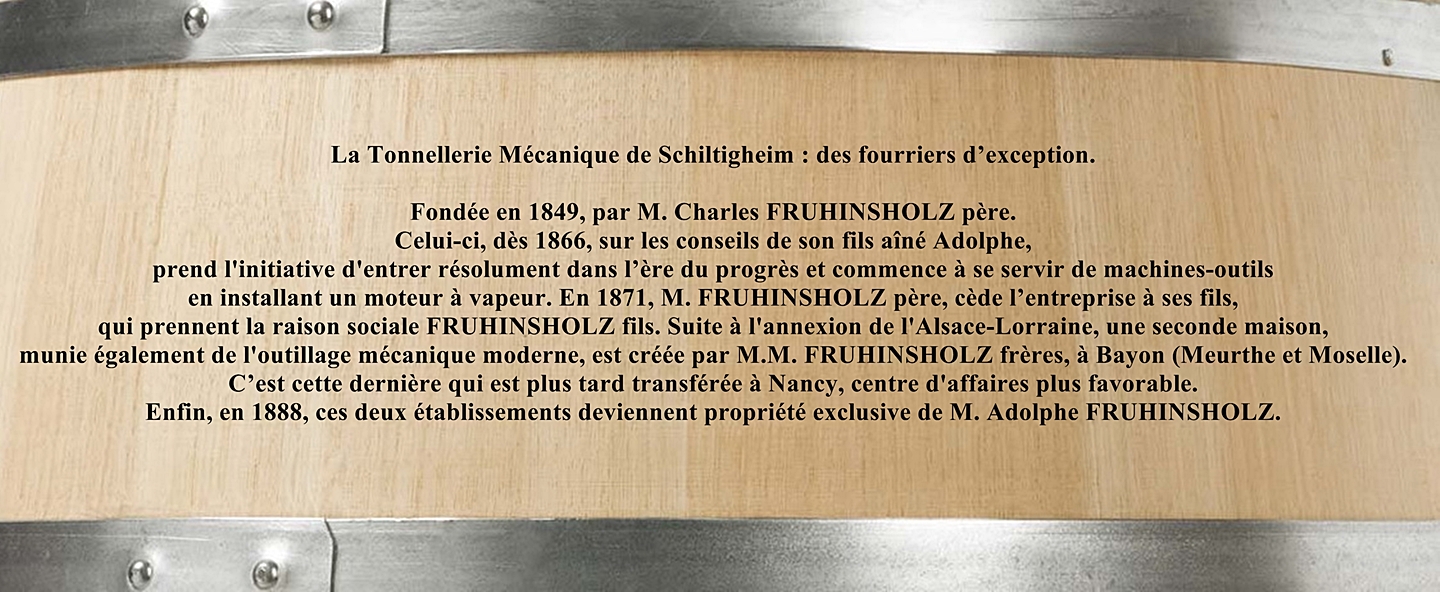 La Tonnellerie Mécanique de Schiltigheim : des fourriers d’exception.
Fondée en 1849, par M. Charles FRUHINSHOLZ père.
Celui-ci, dès 1866, sur les conseils de son fils aîné Adolphe,
prend l'initiative d'entrer résolument dans l’ère du progrès et commence à se servir de machines-outils
en installant un moteur à vapeur. En 1871, M. FRUHINSHOLZ père, cède l’entreprise à ses fils,
qui prennent la raison sociale FRUHINSHOLZ fils. Suite à l'annexion de l'Alsace-Lorraine, une seconde maison,
munie également de l'outillage mécanique moderne, est créée par M.M. FRUHINSHOLZ frères, à Bayon (Meurthe et Moselle).
C’est cette dernière qui est plus tard transférée à Nancy, centre d'affaires plus favorable.
Enfin, en 1888, ces deux établissements deviennent propriété exclusive de M. Adolphe FRUHINSHOLZ.